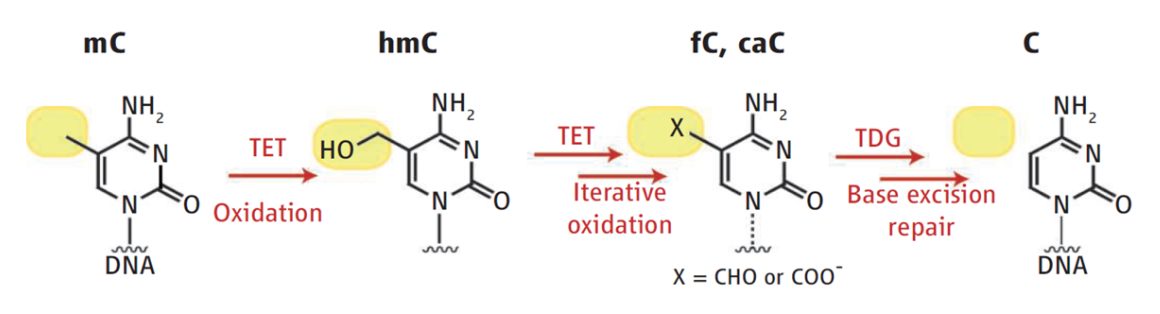 mC
hmC
fC, caC
C
NH2
N
O
N
DNA
TET
Oxidation
HO
NH2
N
O
N
TET
Iterative
oxidation
X
NH2
N
O
N
X = CHO or COO⁻
TDG
Base excision
repair
NH2
N
O
N
DNA